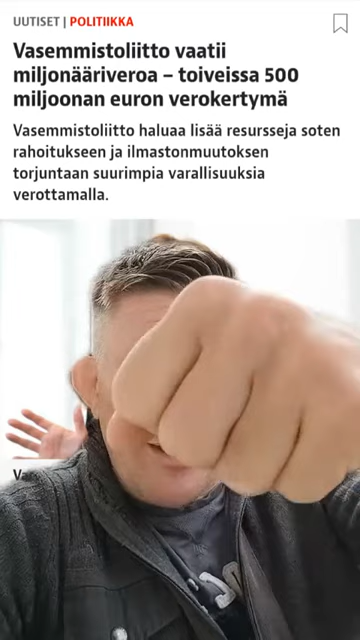 UUTISET | POLITIIKKA
Vasemmistoliitto vaatii
miljonääriveroa – toiveissa 500
miljoonan euron verokertymä
Vasemmistoliitto haluaa lisää resursseja soten
rahoitukseen ja ilmastonmuutoksen
torjuntaan suurimpia varallisuuksia
verottamalla.